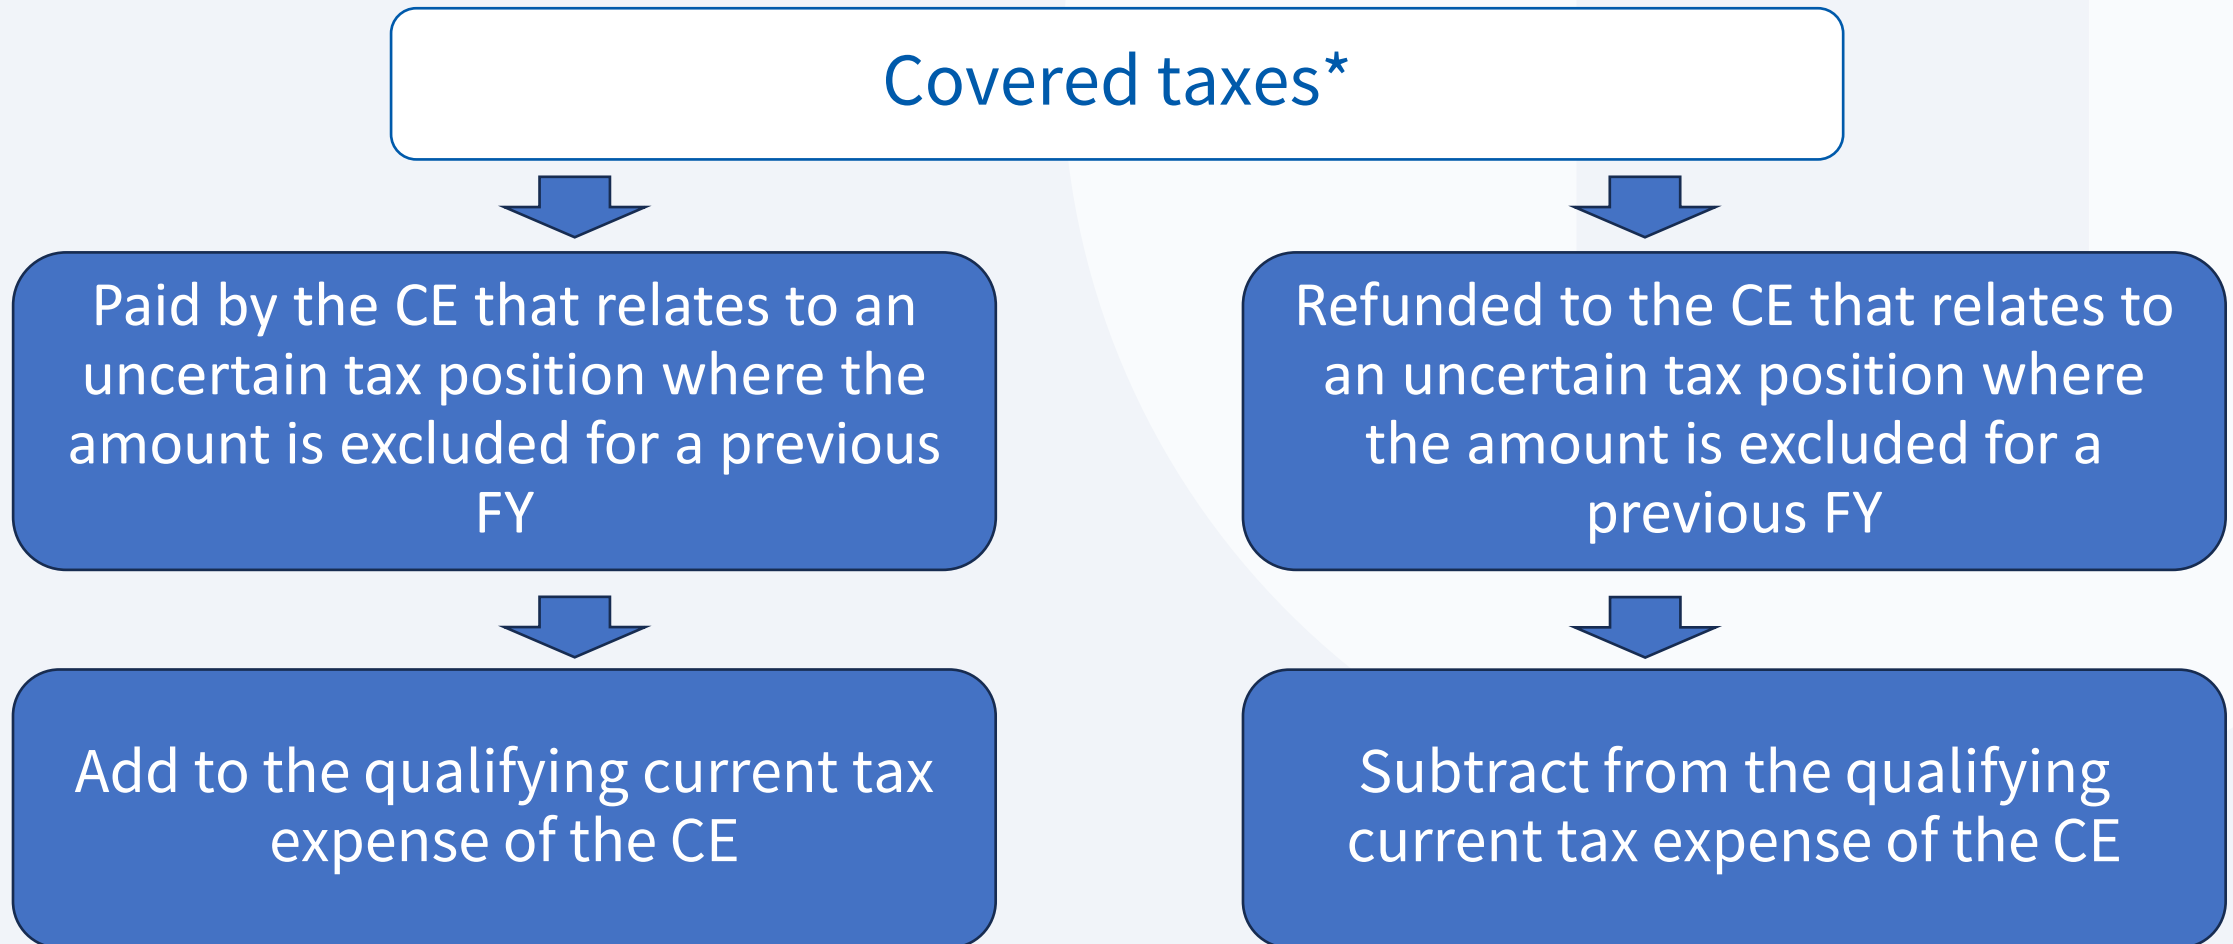 Covered taxes*
Paid by the CE that relates to an
uncertain tax position where the
amount is excluded for a previous
FY
Refunded to the CE that relates to
an uncertain tax position where
the amount is excluded for a
previous FY
Add to the qualifying current tax
expense of the CE
Subtract from the qualifying
current tax expense of the CE